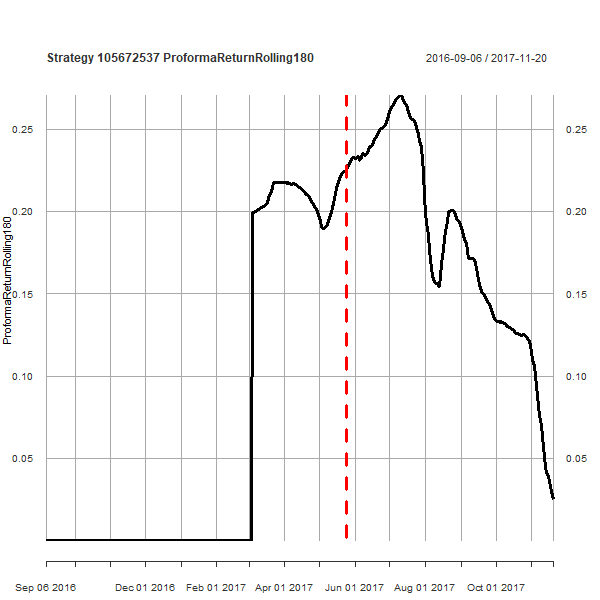 Strategy 105672537 ProformaReturnRolling180
2016-09-06 / 2017-11-20
ProformaReturnRolling180
0.25 0.25
0.20 0.20
0.15 0.15
0.10 0.10
0.05 0.05
Sep 06 2016 Dec 01 2016 Feb 01 2017 Apr 01 2017 Jun 01 2017 Aug 01 2017 Oct 01 2017